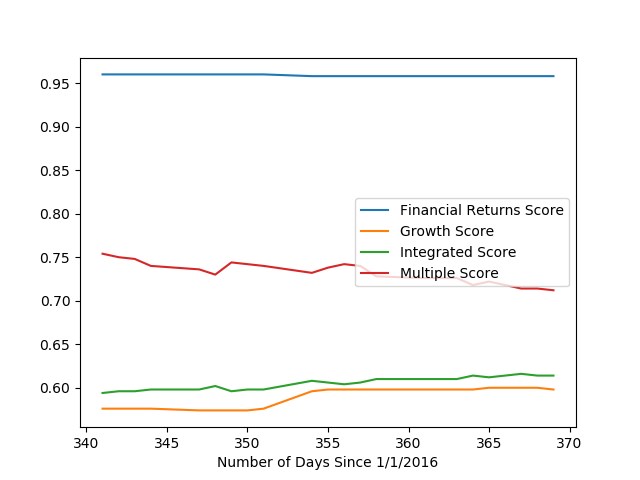 0.95
0.90
0.85
0.80
0.75
0.70
0.65
0.60
Financial Returns Score
Growth Score
Integrated Score
Multiple Score
340 345 350 355 360 365 370
Number of Days Since 1/1/2016